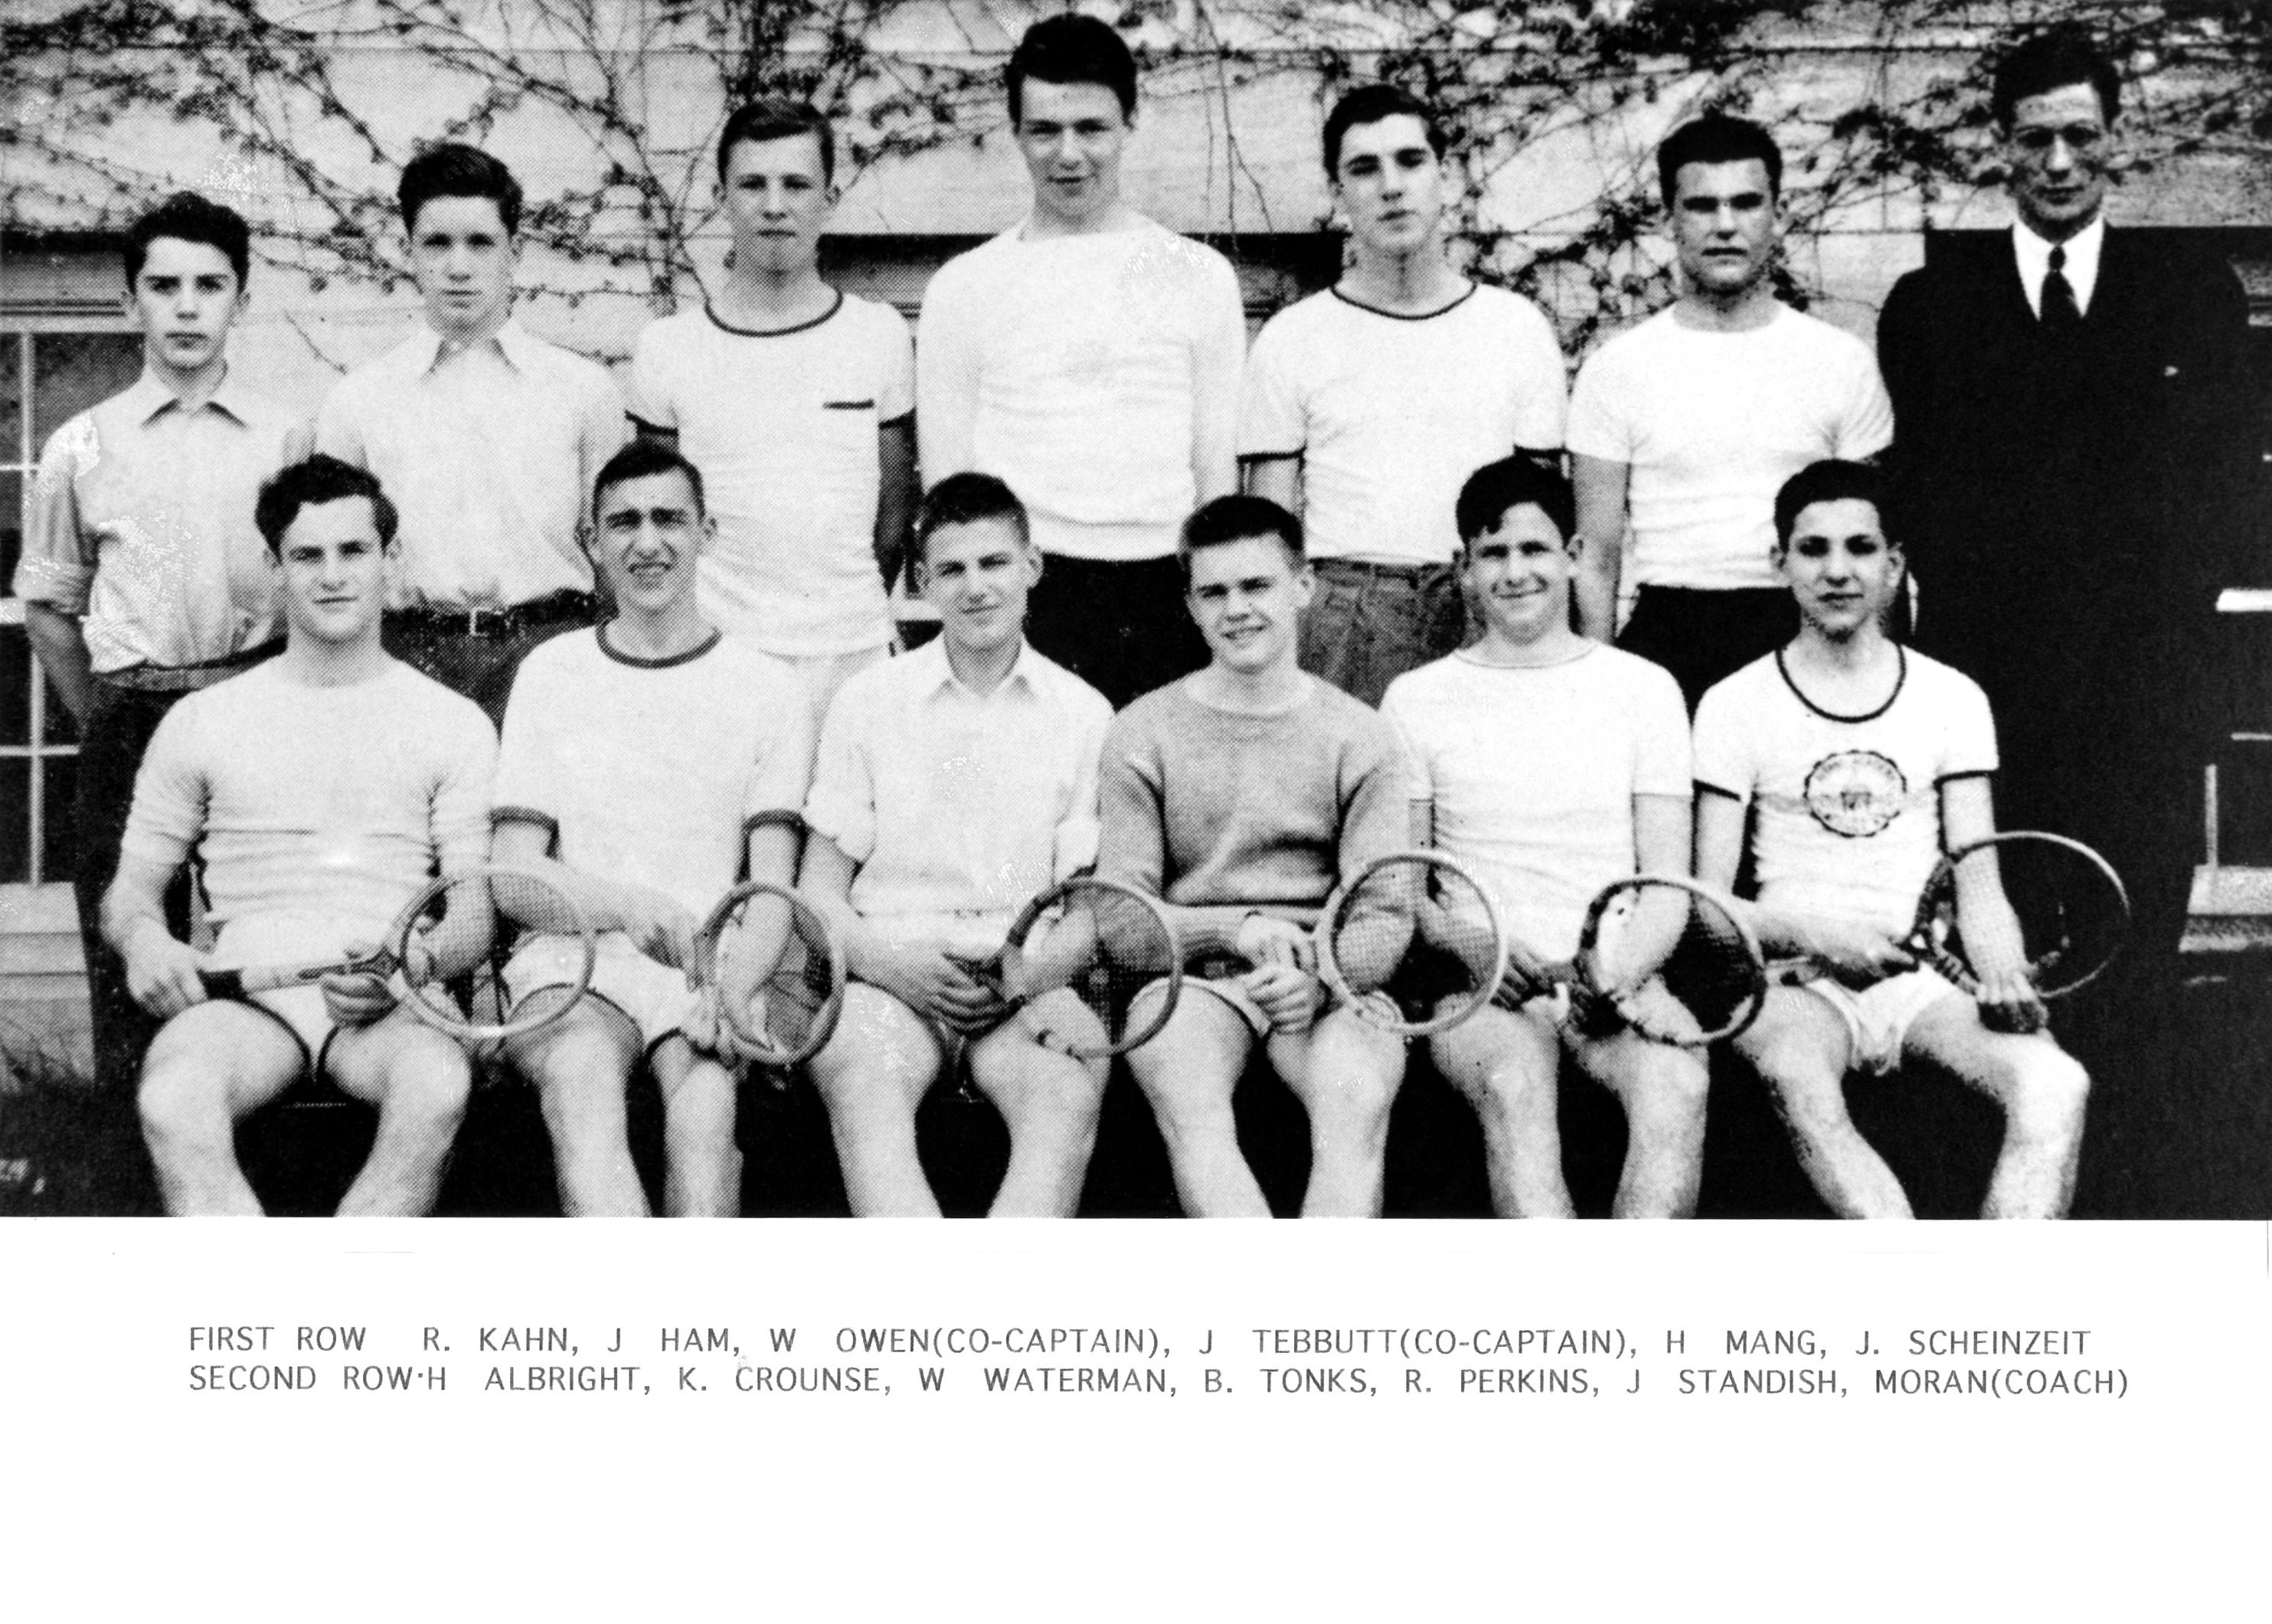 FIRST ROW R. KAHN, J HAM, W OWEN(CO-CAPTAIN), J TEBBUTT(CO-CAPTAIN), H MANG, J. SCHEINZEIT
SECOND ROW·H ALBRIGHT, K. CROUNSE, W WATERMAN, B. TONKS, R. PERKINS, J STANDISH, MORAN(COACH)